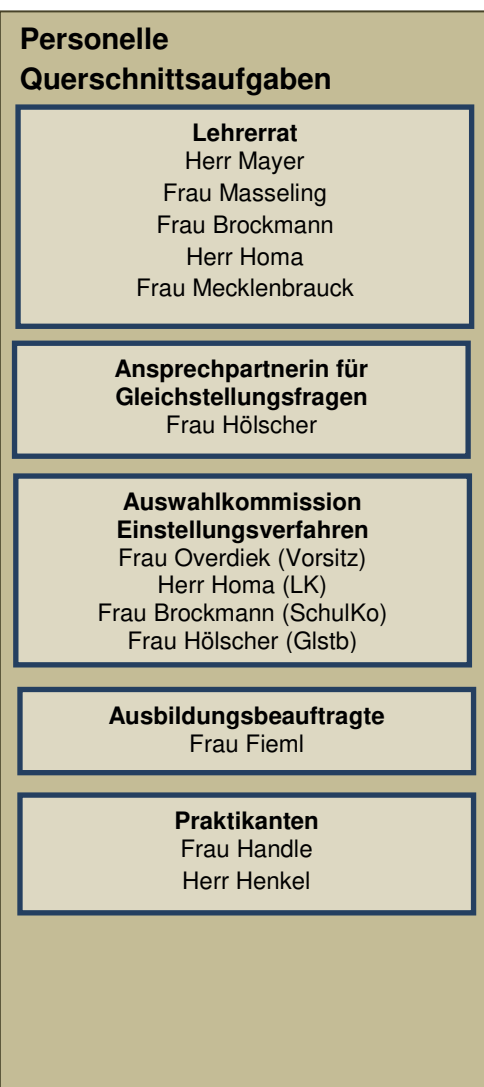 Personelle
Querschnittsaufgaben
Lehrerrat
Herr Mayer
Frau Masseling
Frau Brockmann
Herr Homa
Frau Mecklenbrauck
Ansprechpartnerin für
Gleichstellungsfragen
Frau Hölscher
Auswahlkommission
Einstellungsverfahren
Frau Overdiek (Vorsitz)
Herr Homa (LK)
Frau Brockmann (SchulKo)
Frau Hölscher (Glstb)
Ausbildungsbeauftragte
Frau Fieml
Praktikanten
Frau Handle
Herr Henkel